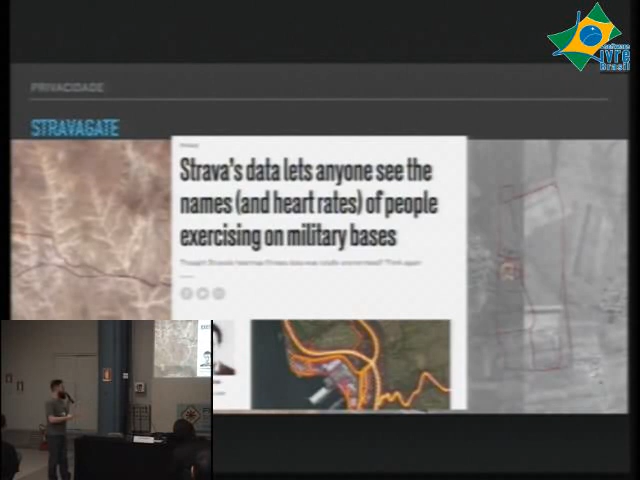 PRIVACIDADE
STRAVAGATE
Strava's data lets anyone see the
names (and heart rates) of people
exercising on military bases
software
livre
Brasil